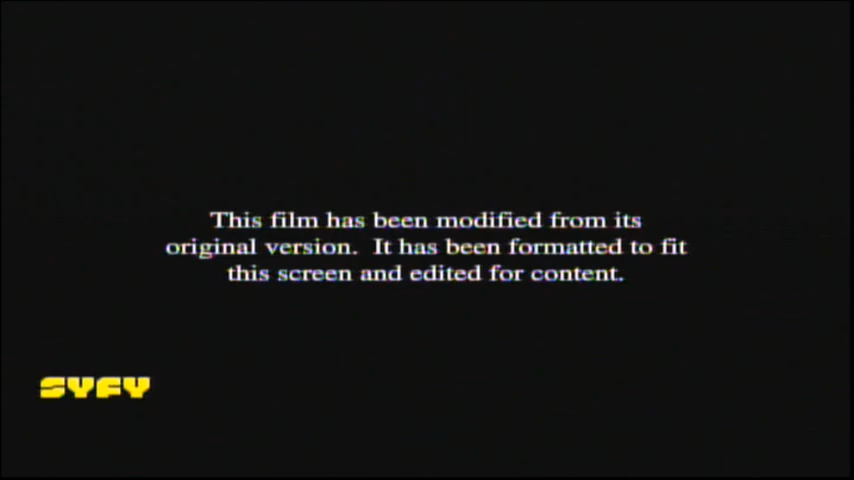 This film has been modified from its
original version. It has been formatted to fit
this screen and edited for content.
SYFY